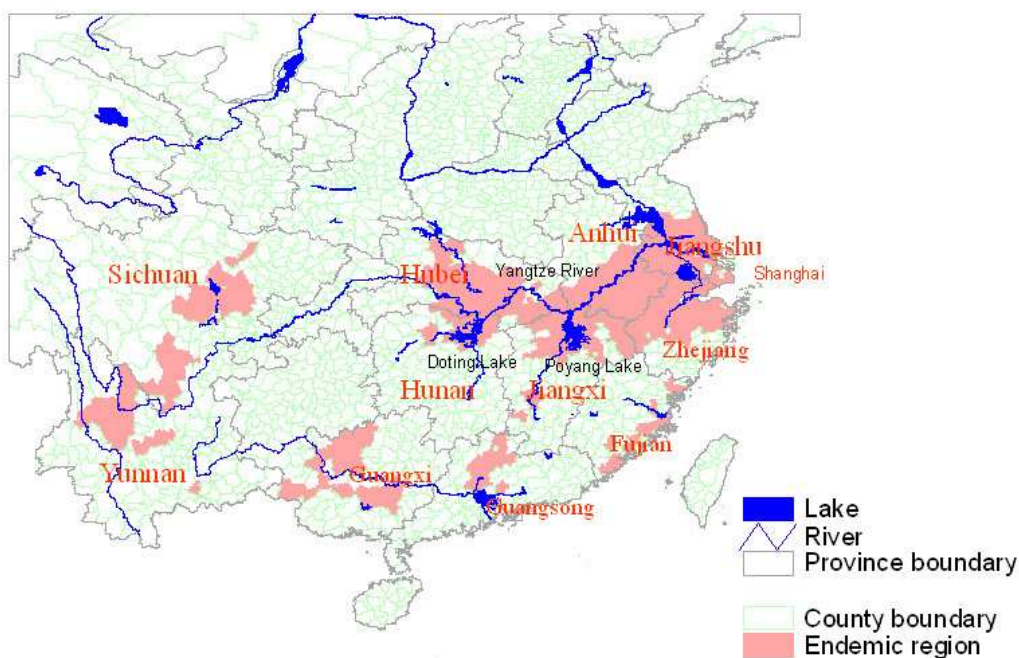 Anhui
Jiangshu
Sichuan
Hubei
Yangtze River
Shanghai
Doting Lake
Poyang Lake
Zhejiang
Hunan
Jiangxi
Fujian
Yunnan
Guangxi
Guangsong
Lake
River
Province boundary
County boundary
Endemic region